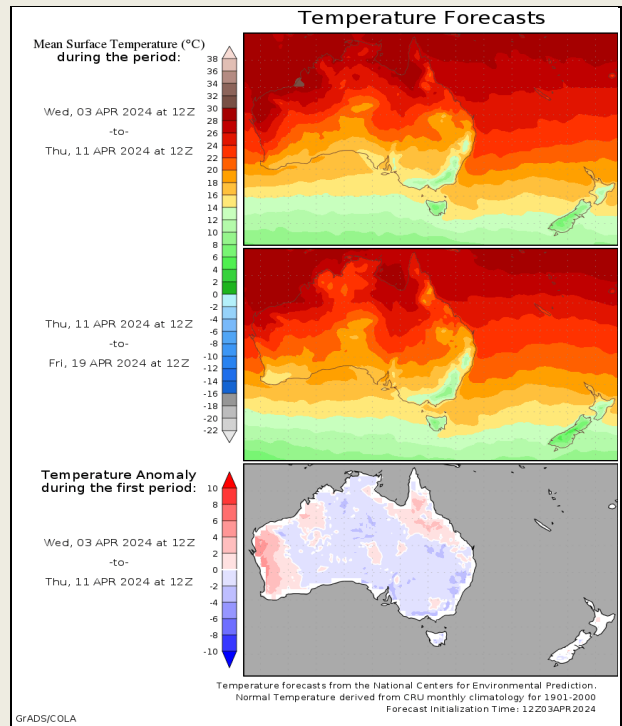 Temperature Forecasts
Mean Surface Temperature (°C)
during the period:
38
36
34
32
30
28
26
24
22
20
18
16
14
12
10
8
6
4
2
0
-2
-4
-6
-8
-10
-12
-14
-16
-18
-20
-22
Wed, 03 APR 2024 at 12Z
-to-
Thu, 11 APR 2024 at 12Z
Thu, 11 APR 2024 at 12Z
-to-
Fri, 19 APR 2024 at 12Z
Temperature Anomaly
during the first period:
10
8
6
4
2
0
-2
-4
-6
-8
-10
Wed, 03 APR 2024 at 12Z
-to-
Thu, 11 APR 2024 at 12Z
Temperature forecasts from the National Centers for Environmental Prediction.
Normal Temperature derived from CRU monthly climatology for 1901-2000
Forecast Initialization Time: 12Z03APR2024
GrADS/COLA